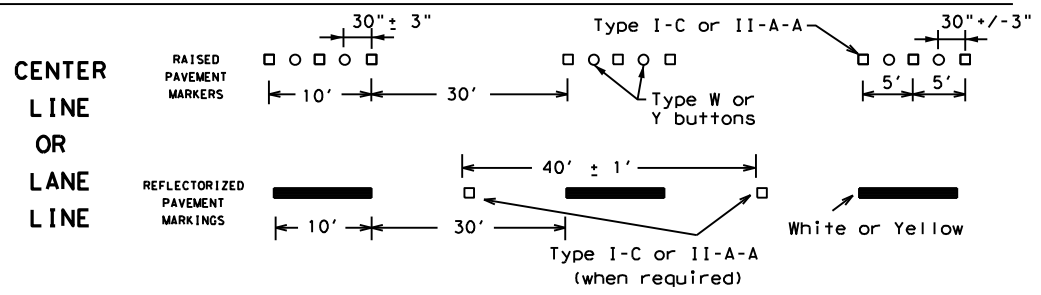 CENTER
LINE
OR
LANE
LINE
RAISED
PAVEMENT
MARKERS
30"± 3"
10'
30'
Type I-C or II-A-A
Type W or
Y buttons
30"+/-3"
5'
5'
REFLECTORIZED
PAVEMENT
MARKINGS
10'
30'
40' ± 1'
Type I-C or II-A-A
(when required)
White or Yellow